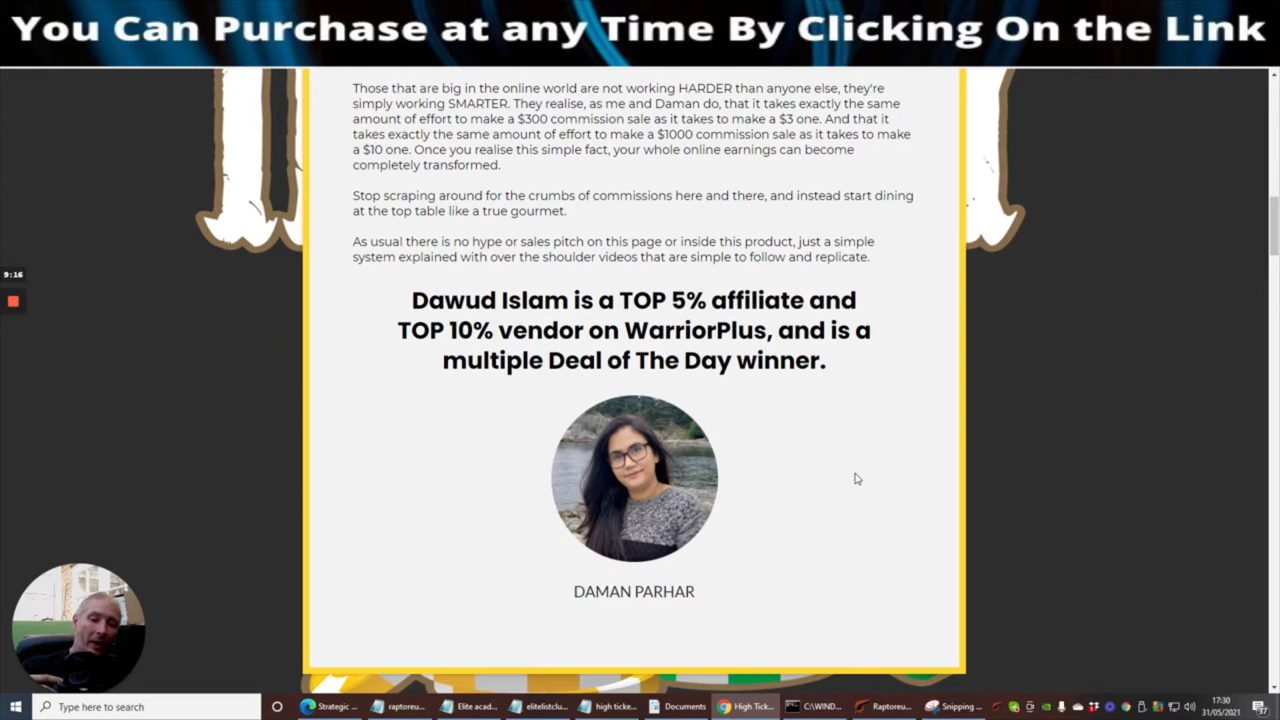 You Can Purchase at any Time By Clicking On the Link
Those that are big in the online world are not working HARDER than anyone else, they're
simply working SMARTER. They realise, as me and Daman do, that it takes exactly the same
amount of effort to make a $300 commission sale as it takes to make a $3 one. And that it
takes exactly the same amount of effort to make a $1000 commission sale as it takes to make
a $10 one. Once you realise this simple fact, your whole online earnings can become
completely transformed.
Stop scraping around for the crumbs of commissions here and there, and instead start dining
at the top table like a true gourmet.
As usual there is no hype or sales pitch on this page or inside this product, just a simple
system explained with over the shoulder videos that are simple to follow and replicate.
9:16
Dawud Islam is a TOP 5% affiliate and
TOP 10% vendor on WarriorPlus, and is a
multiple Deal of The Day winner.
DAMAN PARHAR
Type here to search
Strategic ...
raptoreu...
Elite acad...
elitelistclu...
high ticke...
Documents
High Tick...
C:\WIND...
Raptoreu...
Snipping ...
17:30
31/05/2021
37